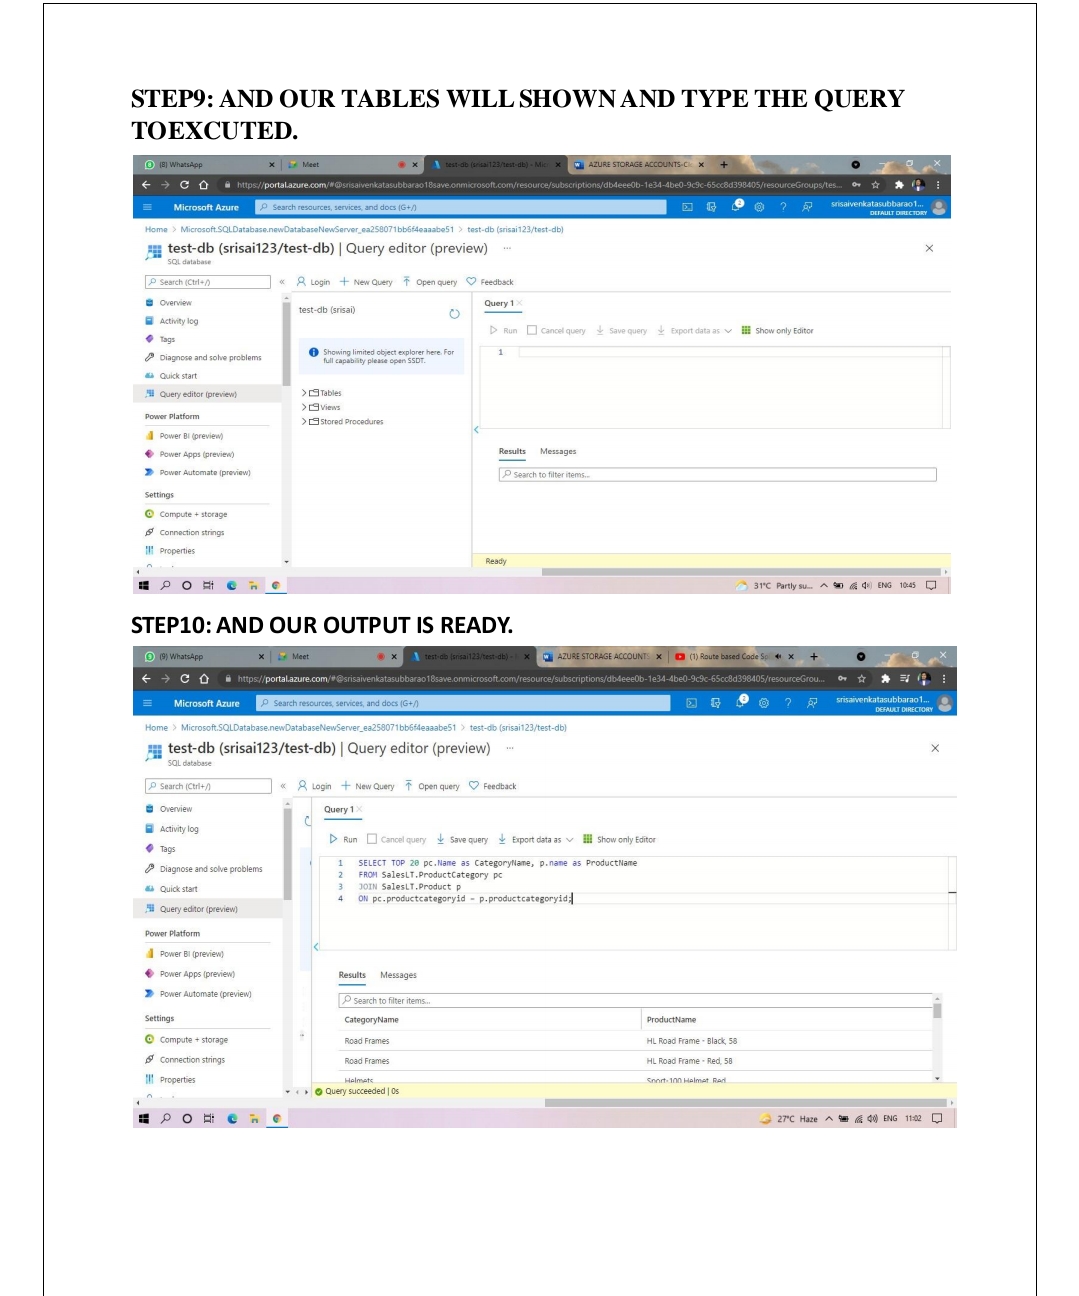 STEP9: AND OUR TABLES WILL SHOWN AND TYPE THE QUERY
TOEXCUTED.
(8) WhatsApp
Meet
test-db (srisai123/test-db) - Mic
AZURE STORAGE ACCOUNTS-C
https://portal.azure.com/#@srisaivenkatasubbarao18save.onmicrosoft.com/resource/subscriptions/db4eee0b-1e34-4be0-9c9c-65cc8d398405/resourceGroups/tes...
Microsoft Azure
Search resources, services, and docs (G+/)
srisaivenkatasubbarao1...
DEFAULT DIRECTORY
Home > Microsoft.SQLDatabase.newDatabaseNewServer_ea258071bb6f4eaaabe51 > test-db (srisai123/test-db)
test-db (srisai123/test-db) | Query editor (preview) ...
SQL database
Search (Ctrl+/)
Login
New Query
Open query
Feedback
Overview
Activity log
Tags
Diagnose and solve problems
Quick start
Query editor (preview)
Power Platform
Power BI (preview)
Power Apps (preview)
Power Automate (preview)
Settings
Compute + storage
Connection strings
Properties
test-db (srisai)
Showing limited object explorer here. For
full capability please open SSDT.
Tables
Views
Stored Procedures
Query 1
Run
Cancel query
Save query
Export data as
Show only Editor
1
Results
Messages
Search to filter items...
Ready
31°C Partly su...
ENG
10:45
STEP10: AND OUR OUTPUT IS READY.
(9) WhatsApp
Meet
test-db (srisai123/test-db) -
AZURE STORAGE ACCOUNTS
(1) Route based Code Sp
https://portal.azure.com/#@srisaivenkatasubbarao18save.onmicrosoft.com/resource/subscriptions/db4eee0b-1e34-4be0-9c9c-65cc8d398405/resourceGrou...
Microsoft Azure
Search resources, services, and docs (G+/)
srisaivenkatasubbarao1...
DEFAULT DIRECTORY
Home > Microsoft.SQLDatabase.newDatabaseNewServer_ea258071bb6f4eaaabe51 > test-db (srisai123/test-db)
test-db (srisai123/test-db) | Query editor (preview) ...
SQL database
Search (Ctrl+/)
Login
New Query
Open query
Feedback
Overview
Activity log
Tags
Diagnose and solve problems
Quick start
Query editor (preview)
Power Platform
Power BI (preview)
Power Apps (preview)
Power Automate (preview)
Settings
Compute + storage
Connection strings
Properties
Query 1
Run
Cancel query
Save query
Export data as
Show only Editor
1 SELECT TOP 20 pc.Name as CategoryName, p.name as ProductName
2 FROM SalesLT.ProductCategory pc
3 JOIN SalesLT.Product p
4 ON pc.productcategoryid = p.productcategoryid;
Results
Messages
Search to filter items...
CategoryName ProductName
Road Frames HL Road Frame - Black, 58
Road Frames HL Road Frame - Red, 58
Helmets Sport-100 Helmet, Red
Query succeeded | 0s
27°C Haze
ENG
11:02